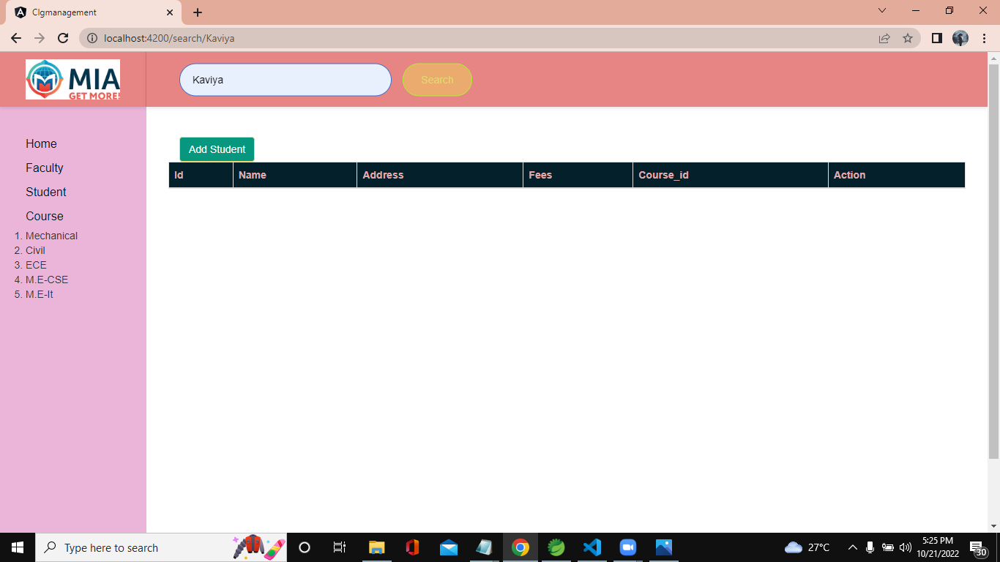 Clgmanagement
localhost:4200/search/Kaviya
MIA
GET MORE!
Kaviya
Search
Home
Faculty
Student
Course
1. Mechanical
2. Civil
3. ECE
4. M.E-CSE
5. M.E-It
Add Student
Id Name Address Fees Course_id Action
Type here to search
27°C
5:25 PM
10/21/2022
30